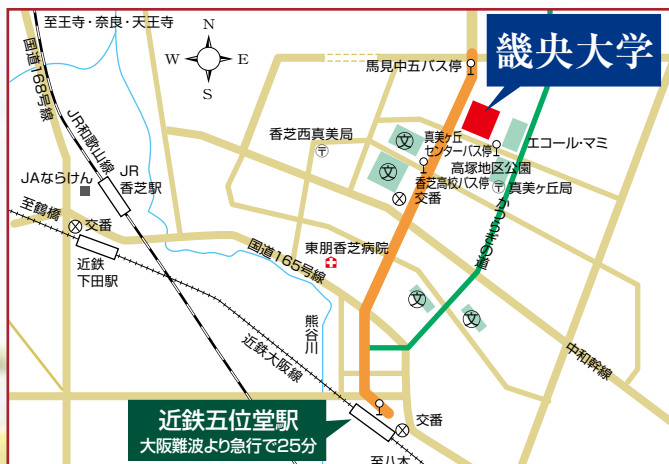 至王寺・奈良・天王寺
国道168号線
N
W
E
S
馬見中五バス停
畿央大学
JR和歌山線
香芝西真美局
〒
文
真美ヶ丘
センターバス停
エコール・マミ
高塚地区公園
JAならけん
JR
香芝駅
文
香芝高校バス停
〒
真美ヶ丘局
交番
至鶴橋
交番
かつらぎの道
近鉄
下田駅
国道165号線
東朋香芝病院
文
文
熊谷川
近鉄大阪線
中和幹線
近鉄五位堂駅
大阪難波より急行で25分
交番
至八木